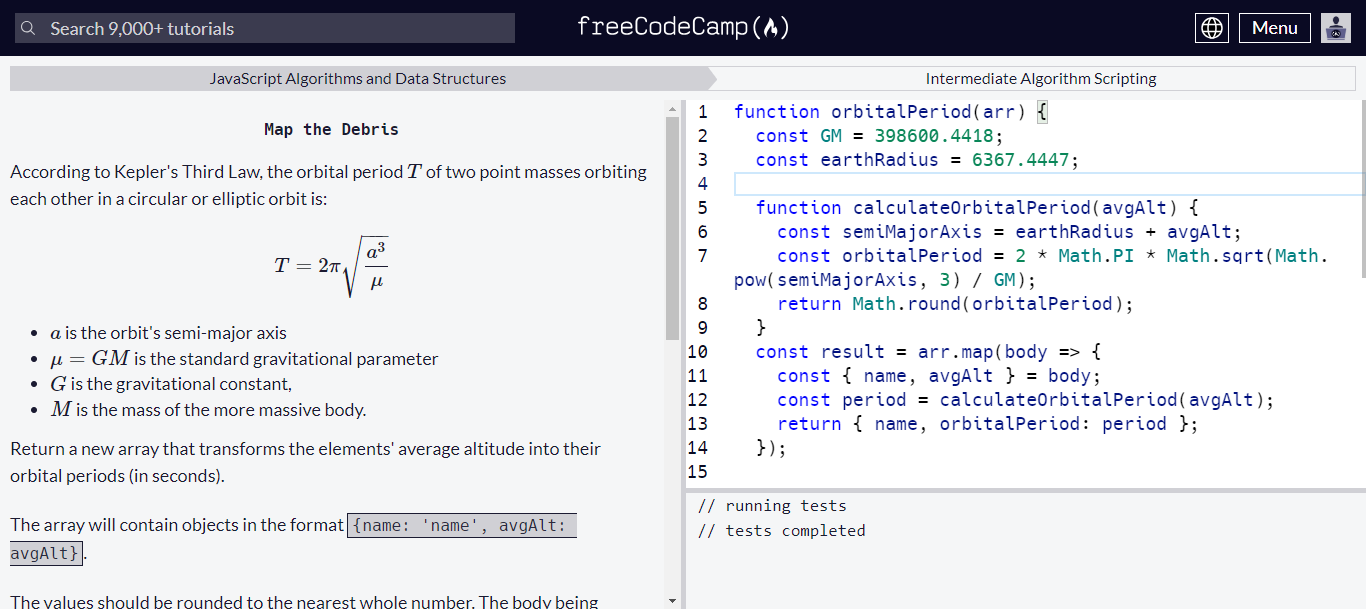 Search 9,000+ tutorials
freeCodeCamp
Menu
JavaScript Algorithms and Data Structures
Intermediate Algorithm Scripting
Map the Debris
According to Kepler's Third Law, the orbital period T of two point masses orbiting
each other in a circular or elliptic orbit is:
T = 2π√(a³/μ)
• a is the orbit's semi-major axis
• μ = GM is the standard gravitational parameter
• G is the gravitational constant,
• M is the mass of the more massive body.
Return a new array that transforms the elements' average altitude into their
orbital periods (in seconds).
The array will contain objects in the format {name: 'name', avgAlt:
avgAlt}.
The values should be rounded to the nearest whole number. The body being
1 function orbitalPeriod(arr) {
2 const GM = 398600.4418;
3 const earthRadius = 6367.4447;
4
5 function calculateOrbitalPeriod(avgAlt) {
6 const semiMajorAxis = earthRadius + avgAlt;
7 const orbitalPeriod = 2 * Math.PI * Math.sqrt(Math.
pow(semiMajorAxis, 3) / GM);
8 return Math.round(orbitalPeriod);
9 }
10 const result = arr.map(body => {
11 const { name, avgAlt } = body;
12 const period = calculateOrbitalPeriod(avgAlt);
13 return { name, orbitalPeriod: period };
14 });
15
// running tests
// tests completed